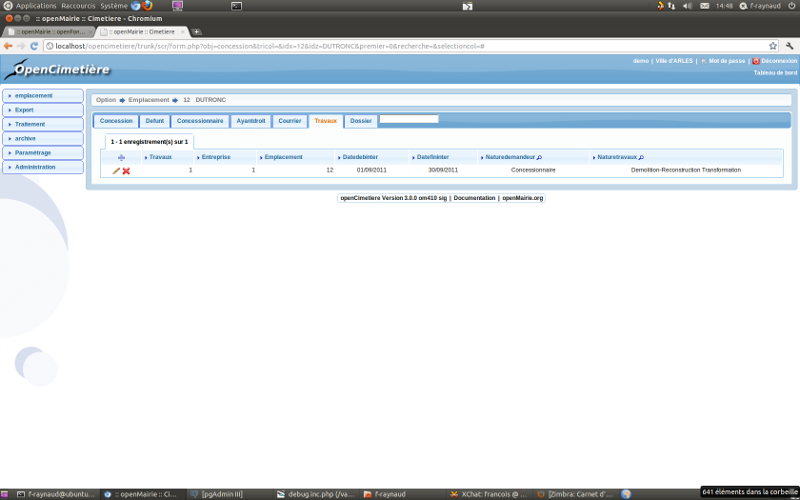 Applications Raccourcis Système 14:48 f-raynaud
:: openMairie :: Cimetiere - Chromium
:: openMairie :: openFon... :: openMairie :: Cimetiere
localhost/opencimetiere/trunk/scr/form.php?obj=concession&tricol=&idx=12&idz=DUTRONC&premier=0&recherche=&selectioncol=#
OpenCimetière
demo | Ville d'ARLES | Mot de passe | Déconnexion
Tableau de bord
emplacement
Export
Traitement
archive
Paramétrage
Administration
Option Emplacement 12 DUTRONC
Concession Defunt Concessionnaire Ayantdroit Courrier Travaux Dossier
1 - 1 enregistrement(s) sur 1
Travaux Entreprise Emplacement Datedebinter Datefininter Naturedemandeur Naturetravaux
1 1 12 01/09/2011 30/09/2011 Concessionnaire Demolition-Reconstruction Transformation
openCimetiere Version 3.0.0 om410 sig | Documentation | openMairie.org
f-raynaud@ubuntu... :: openMairie :: Ci... [pgAdmin III] debug.inc.php (/va... f-raynaud XChat: francois @ ... [Zimbra: Carnet d'...
641 éléments dans la corbeille